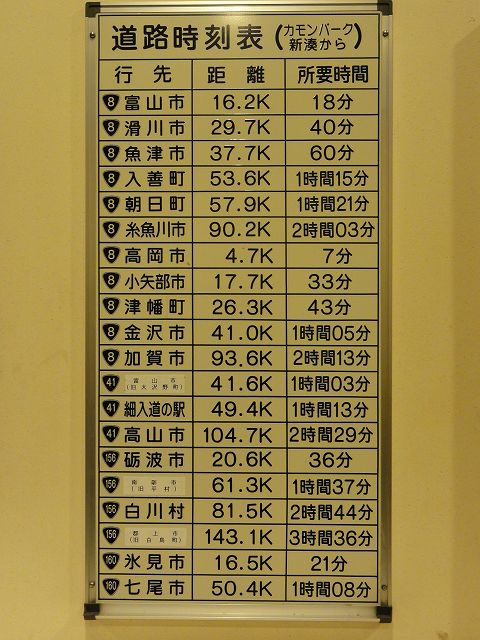 道路時刻表(カモンパーク新湊から)
行先 距離 所要時間
8 富山市 16.2K 18分
8 滑川市 29.7K 40分
8 魚津市 37.7K 60分
8 入善町 53.6K 1時間15分
8 朝日町 57.9K 1時間21分
8 糸魚川市 90.2K 2時間03分
8 高岡市 4.7K 7分
8 小矢部市 17.7K 33分
8 津幡町 26.3K 43分
8 金沢市 41.0K 1時間05分
8 加賀市 93.6K 2時間13分
41 富山市(旧大沢野町) 41.6K 1時間03分
41 細入道の駅 49.4K 1時間13分
41 高山市 104.7K 2時間29分
156 砺波市 20.6K 36分
156 南砺市(旧平村) 61.3K 1時間37分
156 白川村 81.5K 2時間44分
156 郡上市(旧白鳥町) 143.1K 3時間36分
160 氷見市 16.5K 21分
160 七尾市 50.4K 1時間08分